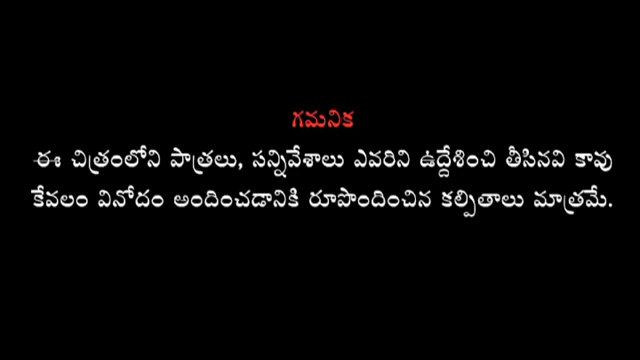 గమనిక
ఈ చిత్రంలోని పాత్రలు, సన్నివేశాలు ఎవరిని ఉద్దేశించి తీసినవి కావు
కేవలం వినోదం అందించడానికి రూపొందించిన కల్పితాలు మాత్రమే.